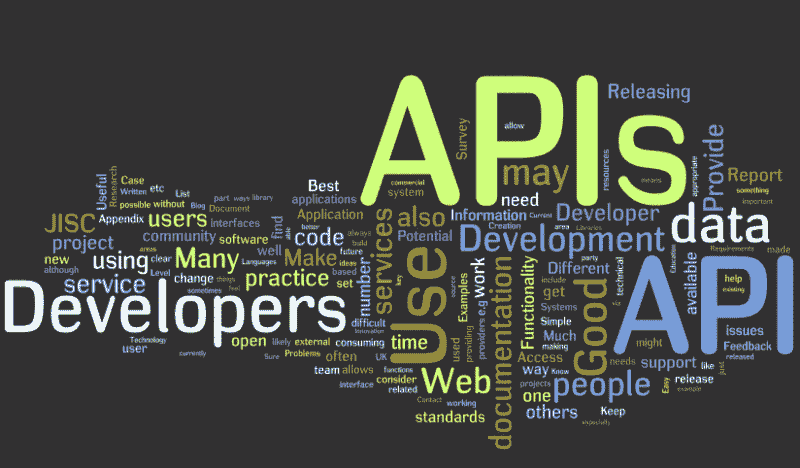 APIs
Releasing
Survey
allow
commercial
system
may
resources
means
appropriate
Provide
Report
something
important
Useful
Research
Case
Written
etc
List
possible
without
Blog
part
ways
library
Best
applications
need
JISC
Appendix
users
Document
interfaces
find
better
able
Application
also
Information
Current
Creation
Developer
area
Libraries
data
project
community
software
code
always
services
Potential
Development
Education
Requirements
made
new
areas
using
clear
Many
Languages
well
future
Make
ideas
build
Use
key
source
Examples
work
e.g
documentation
Functionality
Different
party
technical
available
API
help
existing
although
service
Level
change
things
practice
set
based
number
include
get
Good
via
Developers
sometimes
feel
difficult
Innovation
providers
providing
used
Systems
Simple
Much
making
might
issues
Feedback
released
Technology
user
currently
open
likely
external
consuming
time
Sure
Problems
often
UK
Access
way
Know
needs
support
like
just
team
allows
functions
consider
Web
projects
people
Easy
release
example
interface
related
Contact
working
one
standards
others
Keep
especially